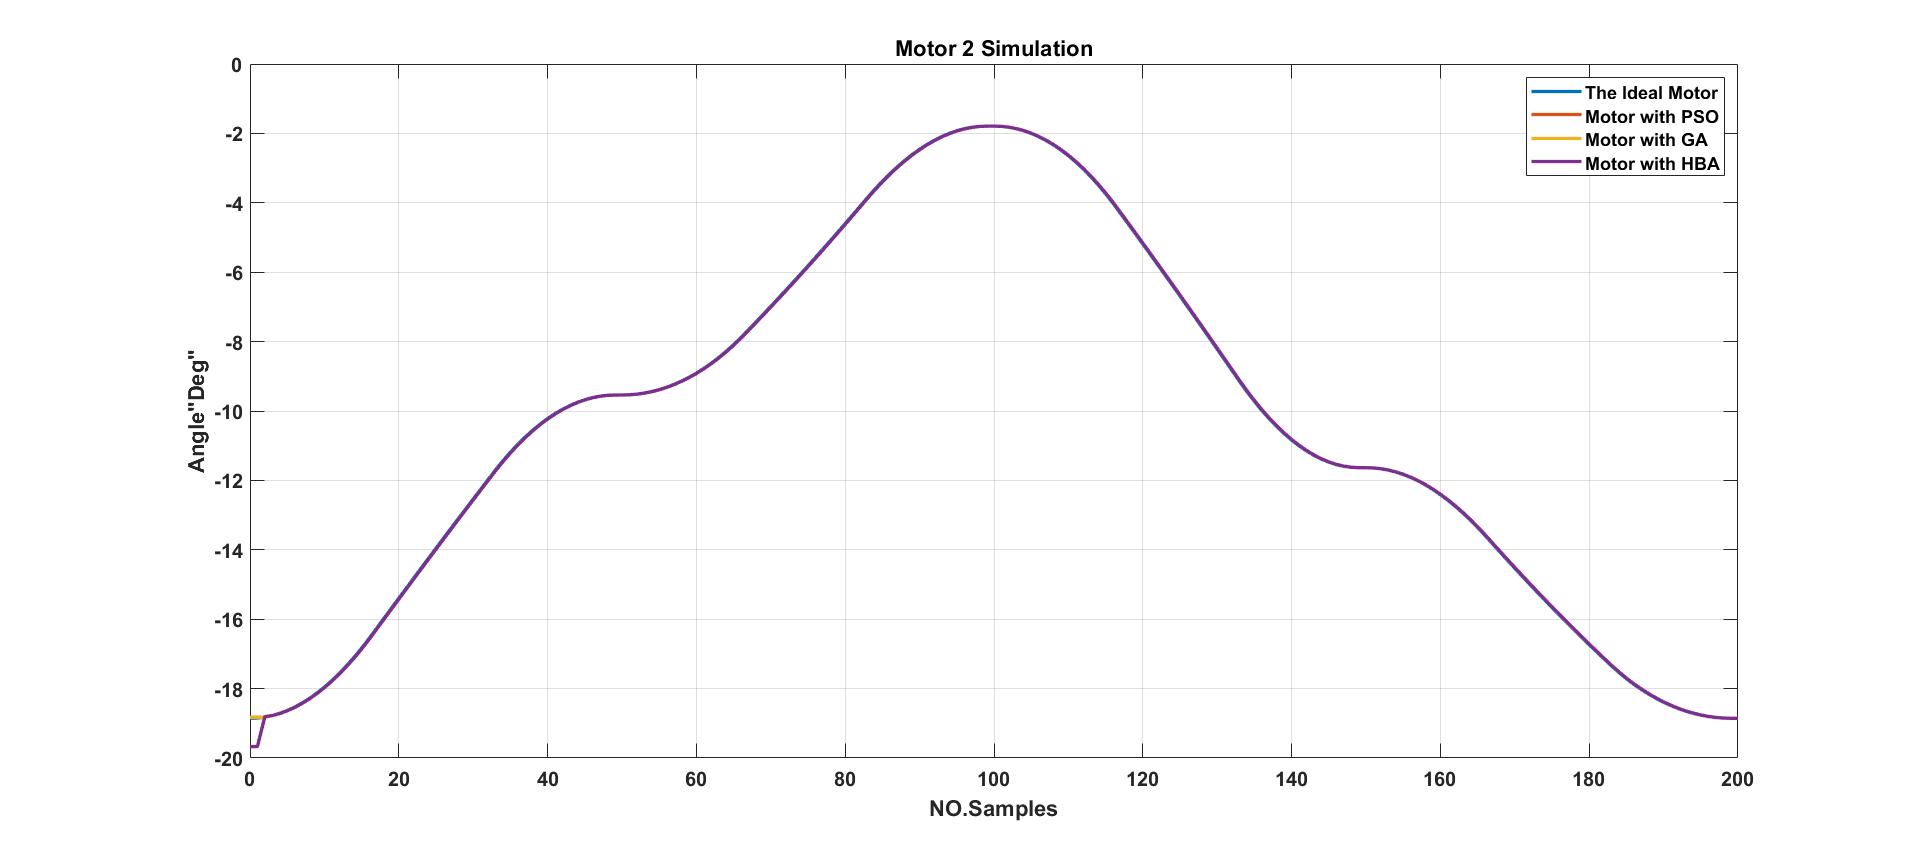 Motor 2 Simulation
The Ideal Motor
Motor with PSO
Motor with GA
Motor with HBA
0
-2
-4
-6
-8
-10
-12
-14
-16
-18
-20
Angle"Deg"
0 20 40 60 80 100 120 140 160 180 200
NO.Samples